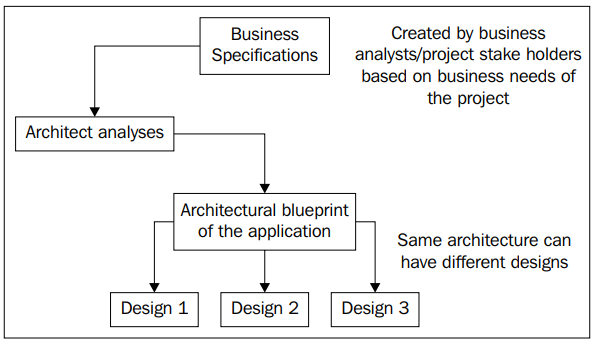 Business
Specifications
Created by business
analysts/project stake holders
based on business needs of
the project
Architect analyses
Architectural blueprint
of the application
Same architecture can
have different designs
Design 1
Design 2
Design 3